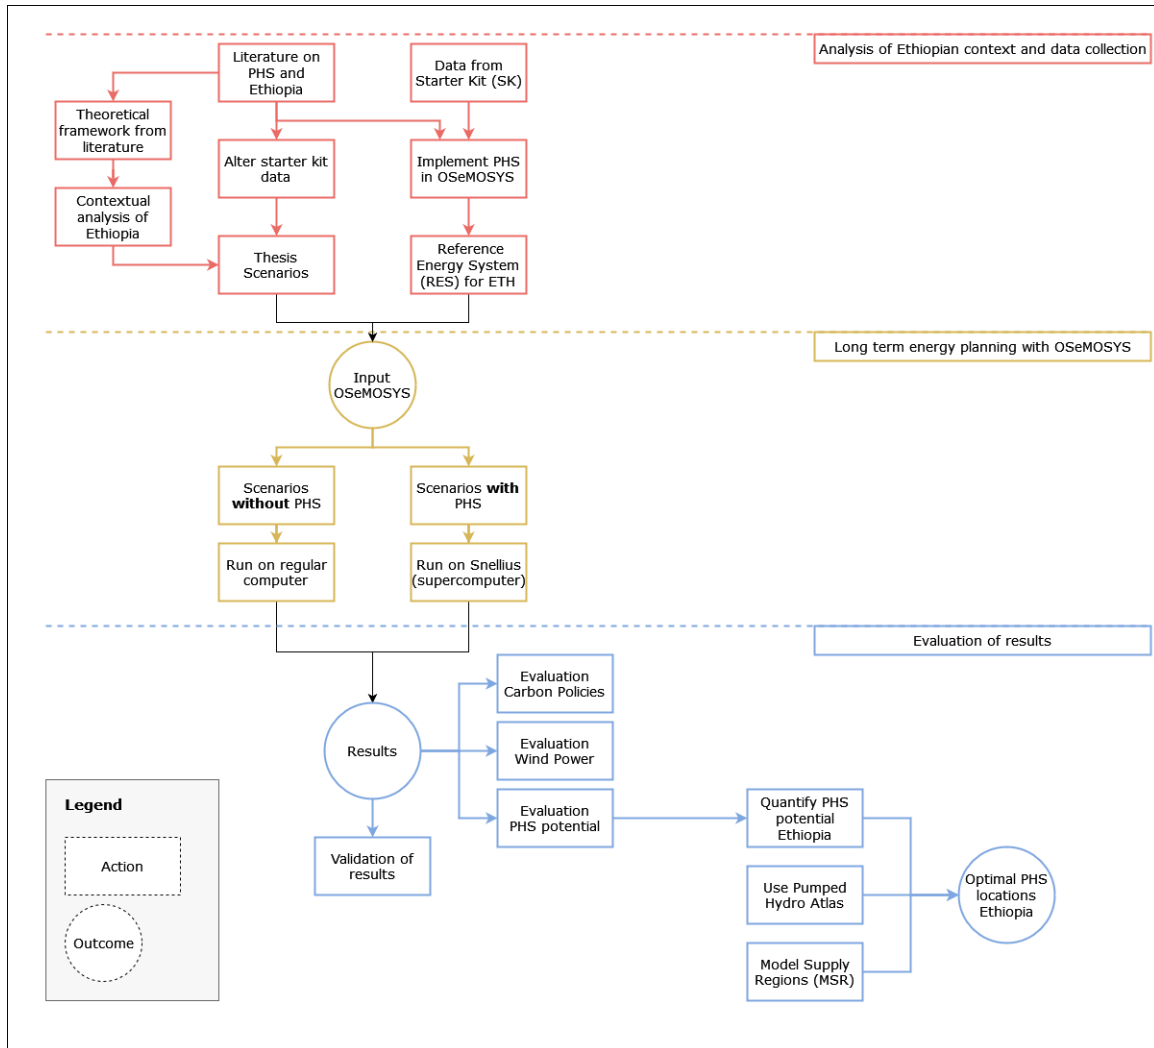 Analysis of Ethiopian context and data collection
Literature on
PHS and
Ethiopia
Data from
Starter Kit (SK)
Theoretical
framework from
literature
Alter starter kit
data
Implement PHS
in OSeMOSYS
Contextual
analysis of
Ethiopia
Thesis
Scenarios
Reference
Energy System
(RES) for ETH
Long term energy planning with OSeMOSYS
Input
OSeMOSYS
Scenarios
without PHS
Scenarios with
PHS
Run on regular
computer
Run on Snellius
(supercomputer)
Evaluation of results
Evaluation
Carbon Policies
Results
Evaluation
Wind Power
Evaluation
PHS potential
Quantify PHS
potential
Ethiopia
Validation of
results
Use Pumped
Hydro Atlas
Optimal PHS
locations
Ethiopia
Model Supply
Regions (MSR)
Legend
Action
Outcome